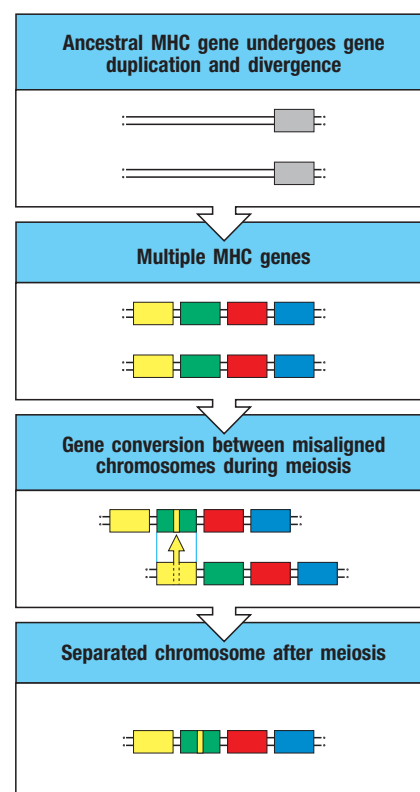 Ancestral MHC gene undergoes gene
duplication and divergence
Multiple MHC genes
Gene conversion between misaligned
chromosomes during meiosis
Separated chromosome after meiosis